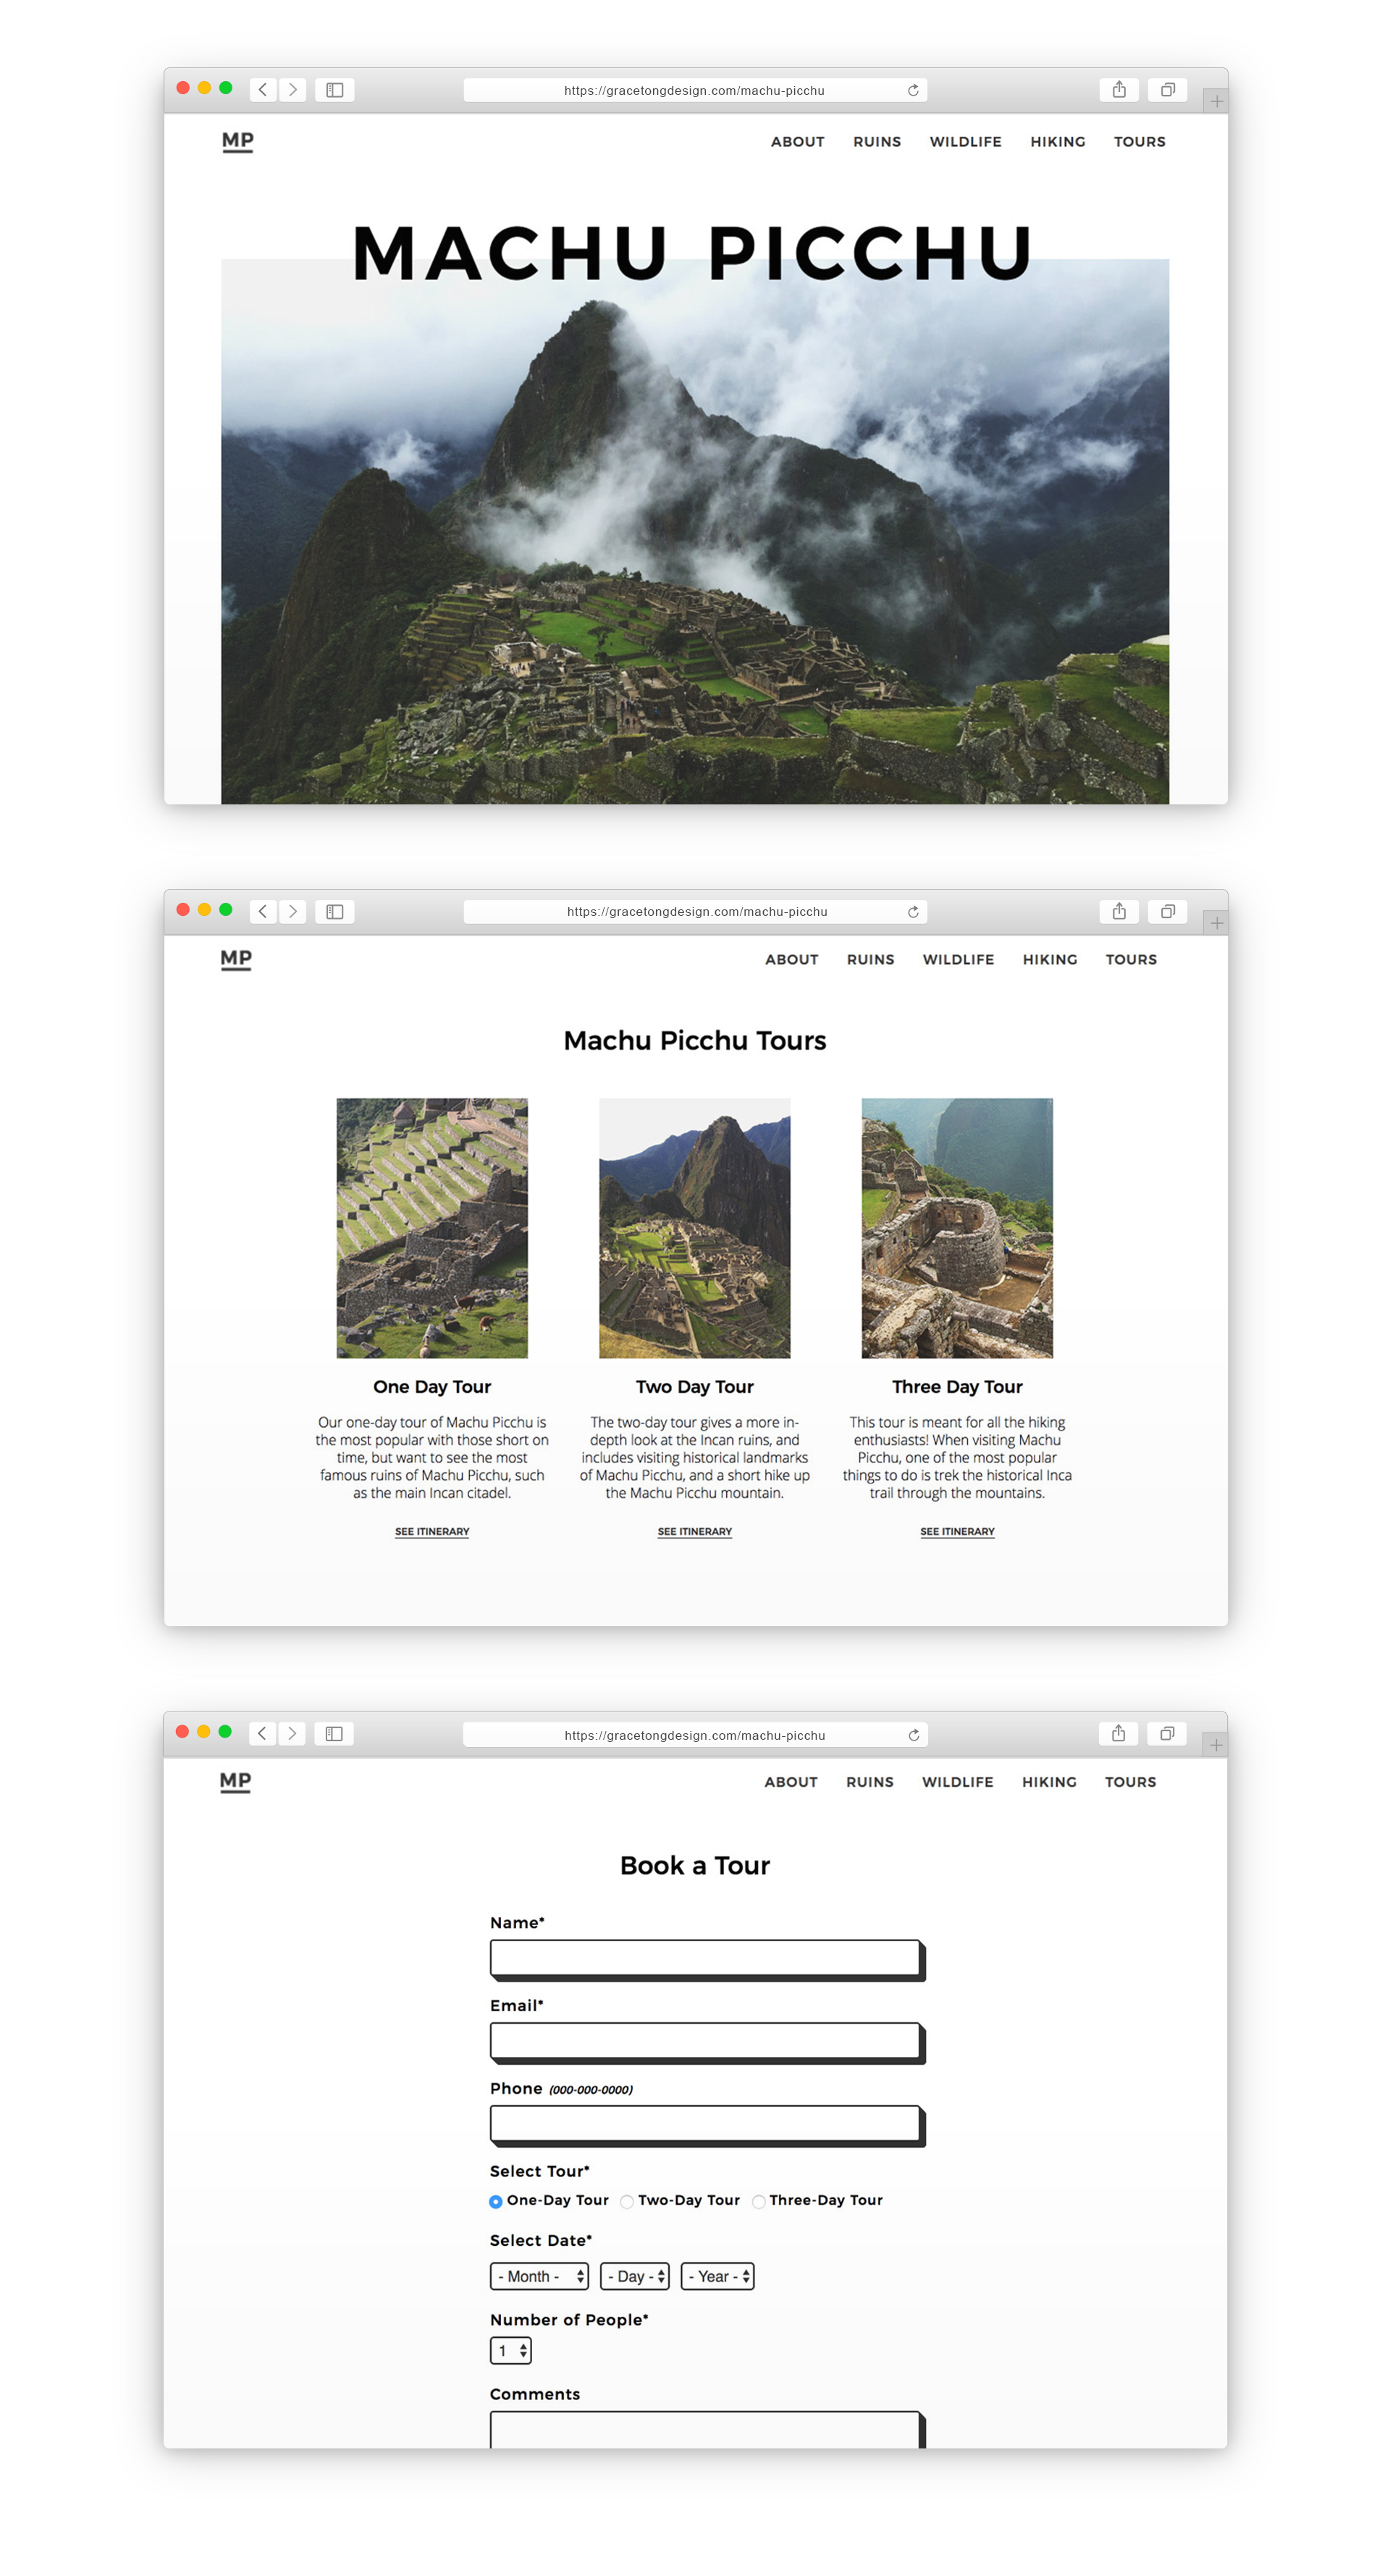 https://gracetongdesign.com/machu-picchu
MP
ABOUT RUINS WILDLIFE HIKING TOURS
MACHU PICCHU
https://gracetongdesign.com/machu-picchu
MP
ABOUT RUINS WILDLIFE HIKING TOURS
Machu Picchu Tours
One Day Tour
Our one-day tour of Machu Picchu is
the most popular with those short on
time, but want to see the most
famous ruins of Machu Picchu, such
as the main Incan citadel.
SEE ITINERARY
Two Day Tour
The two-day tour gives a more in-
depth look at the Incan ruins, and
includes visiting historical landmarks
of Machu Picchu, and a short hike up
the Machu Picchu mountain.
SEE ITINERARY
Three Day Tour
This tour is meant for all the hiking
enthusiasts! When visiting Machu
Picchu, one of the most popular
things to do is trek the historical Inca
trail through the mountains.
SEE ITINERARY
https://gracetongdesign.com/machu-picchu
MP
ABOUT RUINS WILDLIFE HIKING TOURS
Book a Tour
Name*
Email*
Phone (000-000-0000)
Select Tour*
One-Day Tour Two-Day Tour Three-Day Tour
Select Date*
- Month - - Day - - Year -
Number of People*
1
Comments